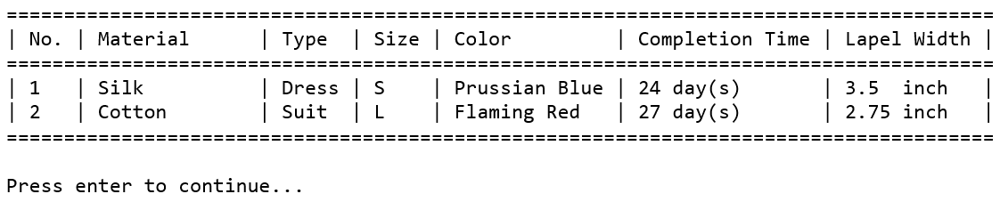 ======================================================================================
| No. | Material      | Type  | Size | Color         | Completion Time | Lapel Width |
======================================================================================
| 1   | Silk          | Dress | S    | Prussian Blue | 24 day(s)       | 3.5  inch   |
| 2   | Cotton        | Suit  | L    | Flaming Red   | 27 day(s)       | 2.75 inch   |
======================================================================================

Press enter to continue...